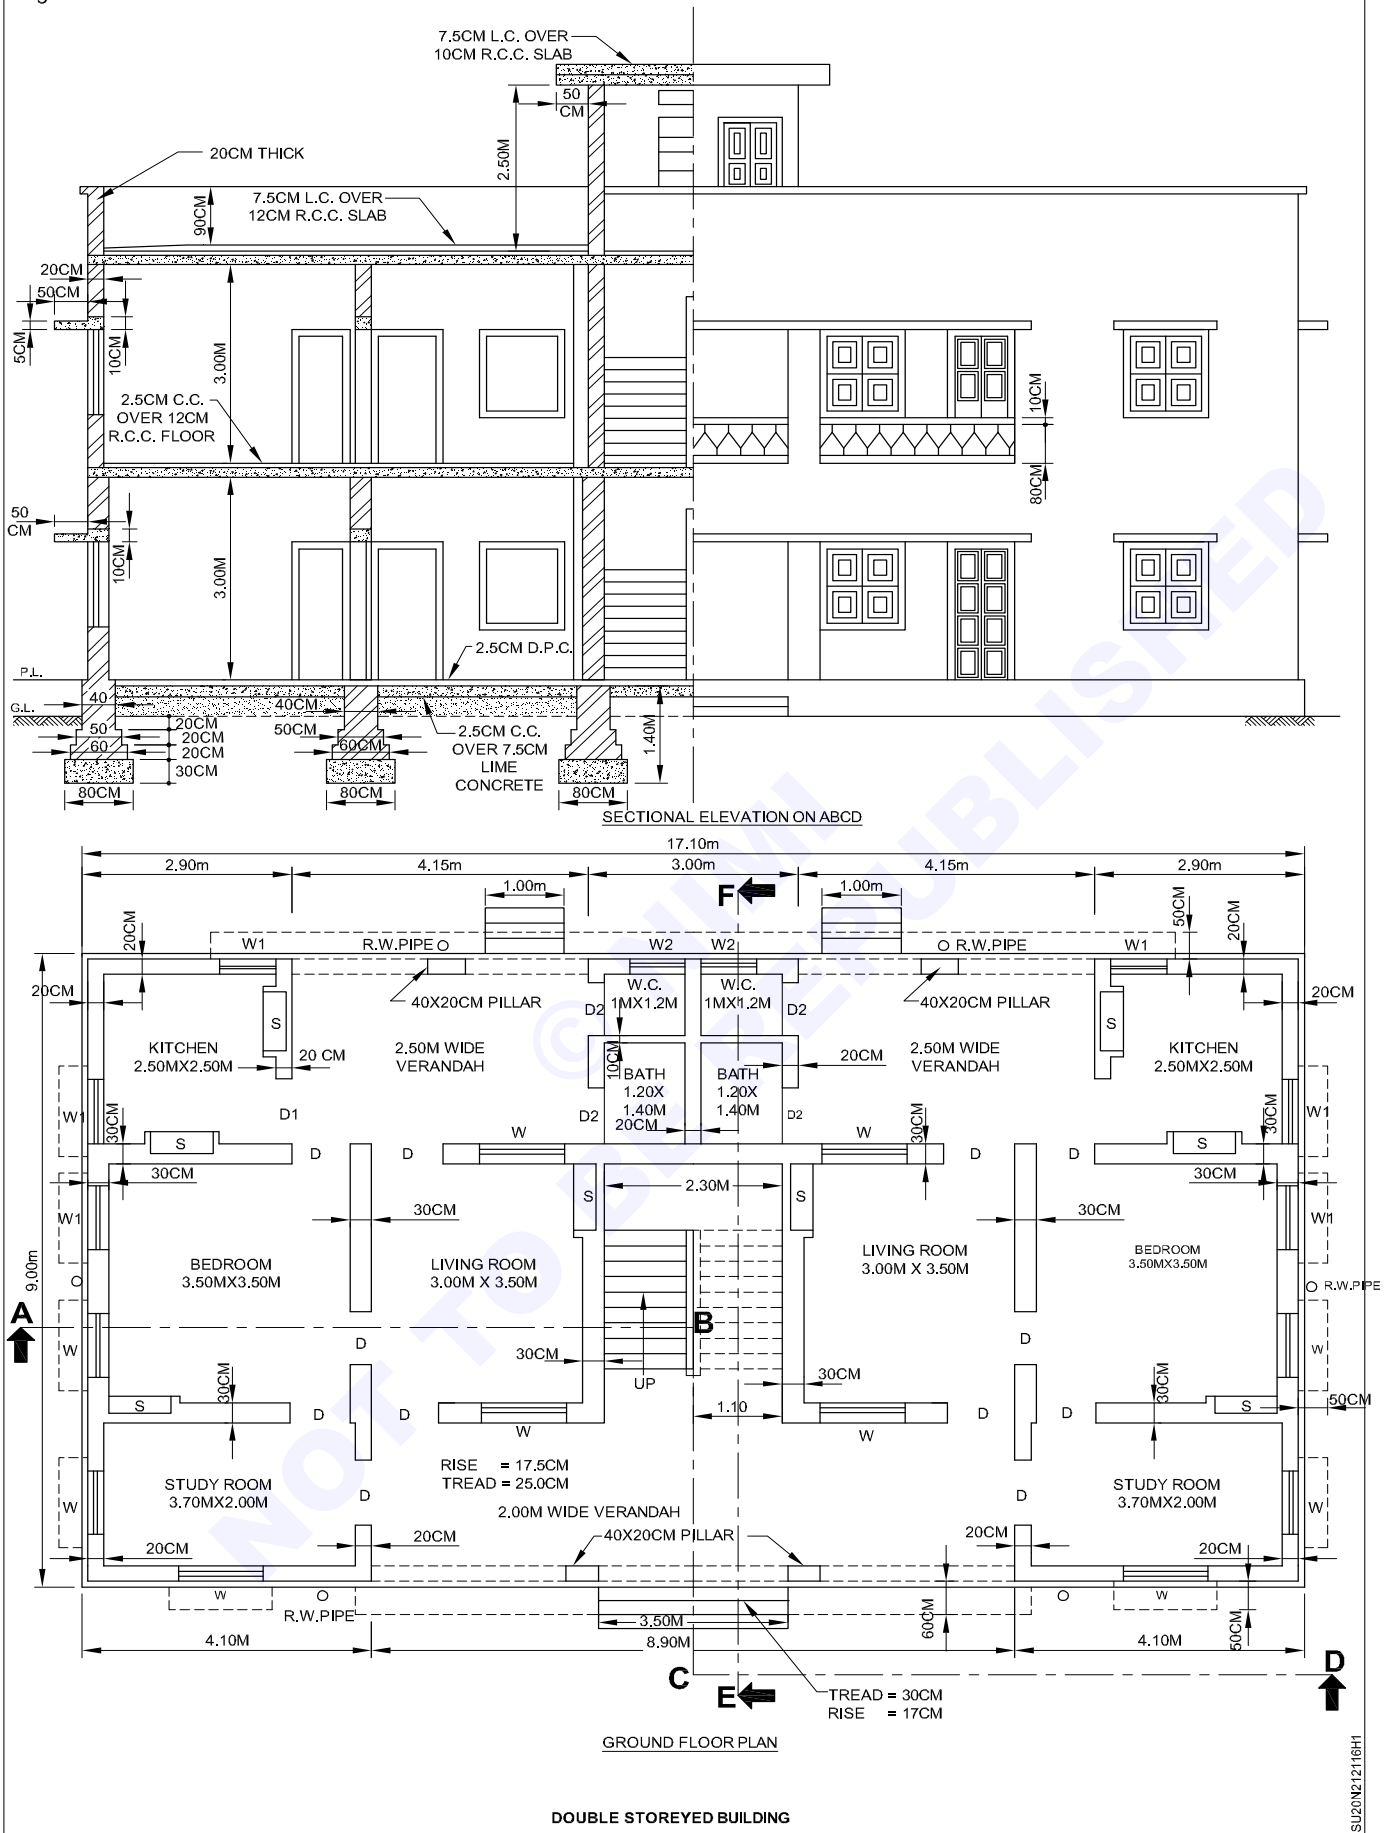 7.5CM L.C. OVER
10CM R.C.C. SLAB
50
CM
2.50M
20CM THICK
90CM
7.5CM L.C. OVER
12CM R.C.C. SLAB
20CM
50CM
5CM
10CM
3.00M
2.5CM C.C.
OVER 12CM
R.C.C. FLOOR
10CM
80CM
50
CM
10CM
3.00M
2.5CM D.P.C.
P.L.
G.L.
40
50
60
20CM
20CM
20CM
30CM
80CM
40CM
50CM
60CM
80CM
2.5CM C.C.
OVER 7.5CM
LIME
CONCRETE
1.40M
80CM
SECTIONAL ELEVATION ON ABCD
17.10m
2.90m
4.15m
3.00m
4.15m
2.90m
1.00m
F
1.00m
50CM
20CM
20CM
W1
R.W.PIPE
W2
W2
R.W.PIPE
W1
20CM
40X20CM PILLAR
D2
W.C.
1MX1.2M
W.C.
1MX1.2M
D2
40X20CM PILLAR
20CM
S
S
KITCHEN
2.50MX2.50M
20 CM
2.50M WIDE
VERANDAH
10CM
BATH
1.20X
1.40M
BATH
1.20X
1.40M
20CM
2.50M WIDE
VERANDAH
KITCHEN
2.50MX2.50M
W1
D1
D2
20CM
D2
W1
30CM
S
D
D
W
W
30CM
D
D
S
30CM
30CM
30CM
S
2.30M
S
30CM
30CM
W1
W1
BEDROOM
3.50MX3.50M
LIVING ROOM
3.00M X 3.50M
LIVING ROOM
3.00M X 3.50M
BEDROOM
3.50MX3.50M
9.00m
R.W.PIPE
A
B
W
D
30CM
UP
D
W
30CM
30CM
S
D
D
W
1.10
W
D
D
30CM
S
50CM
RISE = 17.5CM
TREAD = 25.0CM
STUDY ROOM
3.70MX2.00M
D
2.00M WIDE VERANDAH
D
STUDY ROOM
3.70MX2.00M
W
W
20CM
20CM
40X20CM PILLAR
20CM
20CM
W
R.W.PIPE
W
3.50M
60CM
50CM
4.10M
8.90M
4.10M
C
D
E
TREAD = 30CM
RISE = 17CM
GROUND FLOOR PLAN
DOUBLE STOREYED BUILDING
SU20N212116H1
© NIMI
NOT TO BE REPUBLISHED